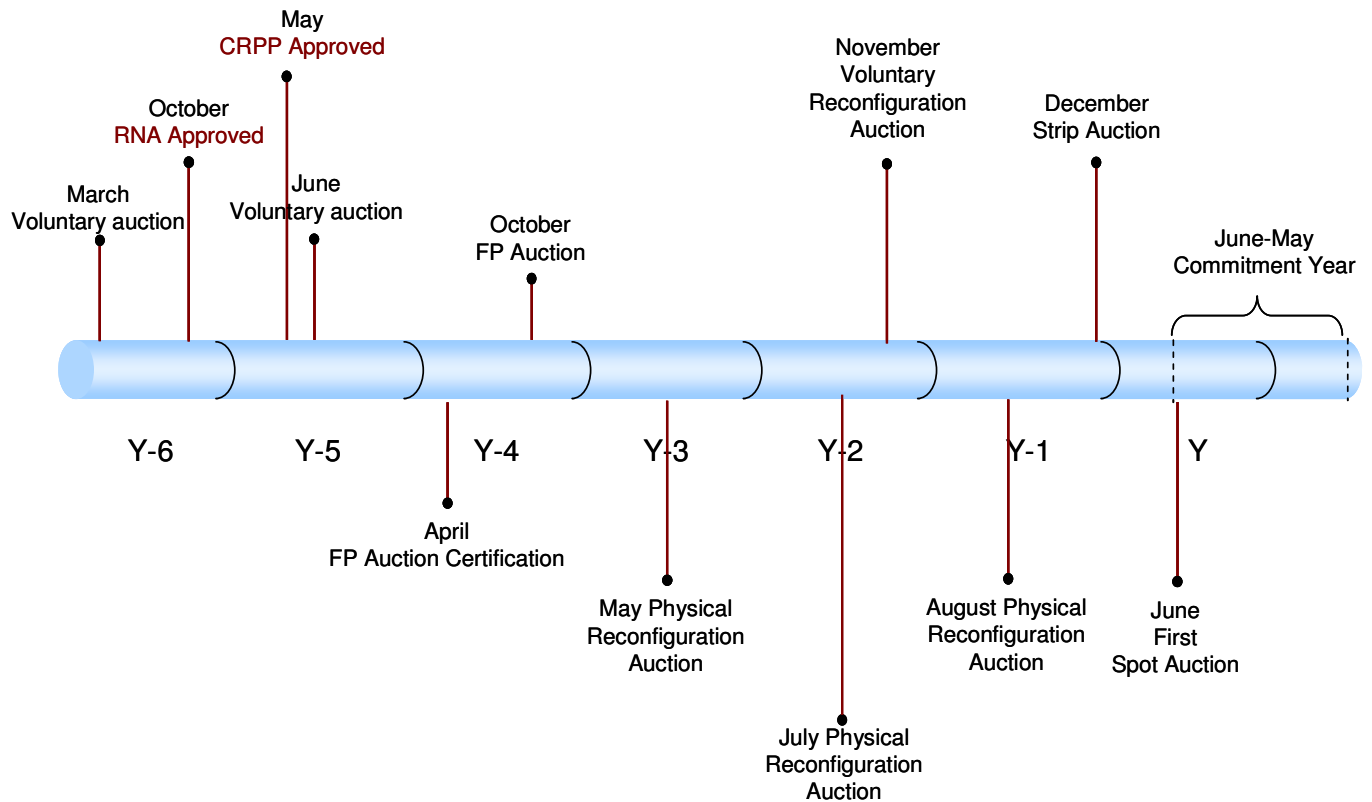 May
CRPP Approved
October
RNA Approved
March
Voluntary auction
June
Voluntary auction
October
FP Auction
November
Voluntary
Reconfiguration
Auction
December
Strip Auction
June-May
Commitment Year
Y-6
Y-5
Y-4
Y-3
Y-2
Y-1
Y
April
FP Auction Certification
May Physical
Reconfiguration
Auction
July Physical
Reconfiguration
Auction
August Physical
Reconfiguration
Auction
June
First
Spot Auction